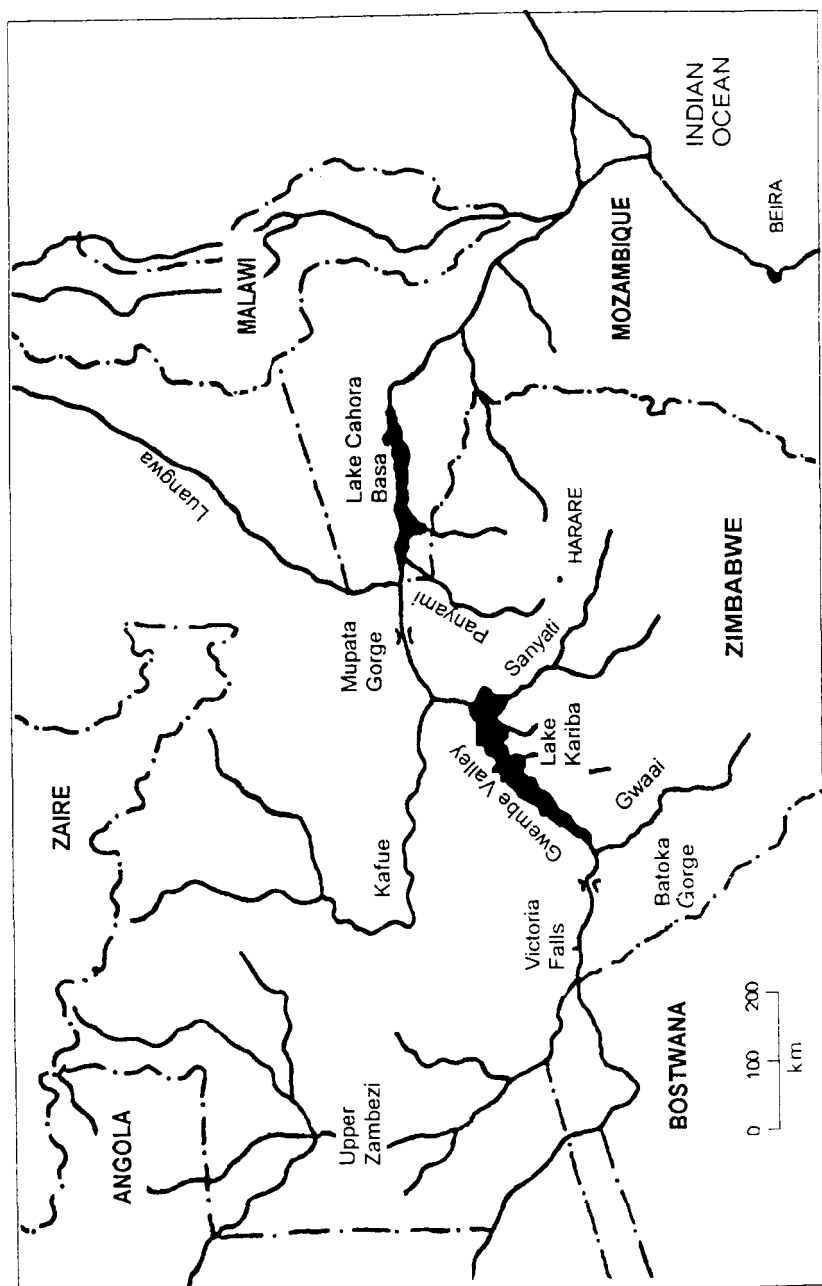 ZAIRE
ANGOLA
MALAWI
Luangwa
Upper
Zambezi
Kafue
Mupata
Gorge
Lake Cahora
Basa
Panyami
Gwembe Valley
Lake
Kariba
Sanyati
HARARE
Victoria
Falls
Batoka
Gorge
Gwaai
ZIMBABWE
MOZAMBIQUE
BEIRA
INDIAN
OCEAN
BOSTWANA
0 100 200
km